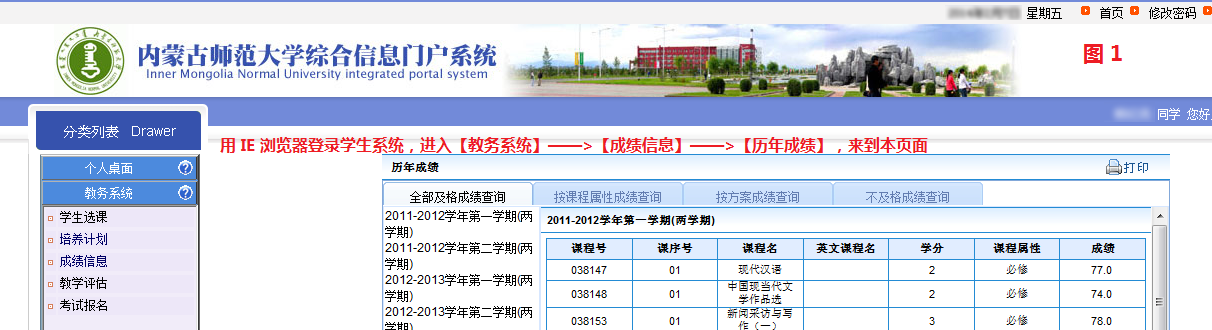 星期五 首页 修改密码
内蒙古师范大学综合信息门户系统
Inner Mongolia Normal University integrated portal system
图 1
同学 您好,
分类列表 Drawer
用 IE 浏览器登录学生系统，进入【教务系统】——>【成绩信息】——>【历年成绩】，来到本页面
个人桌面
教务系统
学生选课
培养计划
成绩信息
教学评估
考试报名
历年成绩 打印
全部及格成绩查询 按课程属性成绩查询 按方案成绩查询 不及格成绩查询
2011-2012学年第一学期(两
学期)
2011-2012学年第二学期(两
学期)
2012-2013学年第一学期(两
学期)
2012-2013学年第二学期(两
学期)
2011-2012学年第一学期(两学期)
课程号 课序号 课程名 英文课程名 学分 课程属性 成绩
038147 01 现代汉语 2 必修 77.0
038148 01 中国现当代文
学作品选 2 必修 74.0
038153 01 新闻采访与写
作（一） 3 必修 78.0